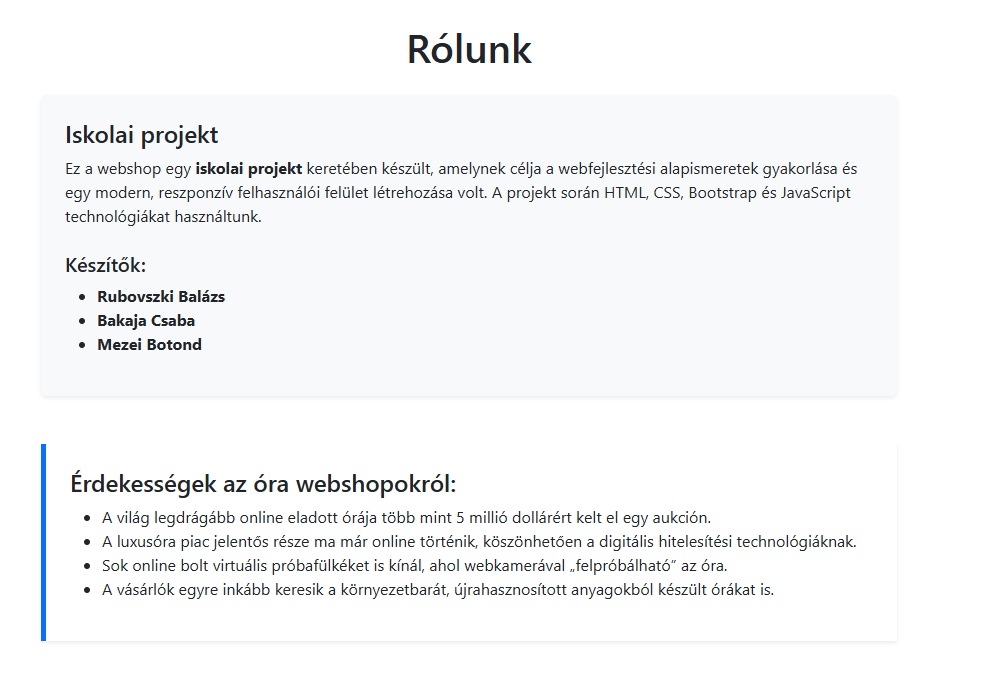 Rólunk
Iskolai projekt
Ez a webshop egy iskolai projekt keretében készült, amelynek célja a webfejlesztési alapismeretek gyakorlása és
egy modern, reszponzív felhasználói felület létrehozása volt. A projekt során HTML, CSS, Bootstrap és JavaScript
technológiákat használtunk.
Készítők:
Rubovszki Balázs
Bakaja Csaba
Mezei Botond
Érdekességek az óra webshopokról:
A világ legdrágább online eladott órája több mint 5 millió dollárért kelt el egy aukción.
A luxusóra piac jelentős része ma már online történik, köszönhetően a digitális hitelesítési technológiáknak.
Sok online bolt virtuális próbafülkéket is kínál, ahol webkamerával „felpróbálható” az óra.
A vásárlók egyre inkább keresik a környezetbarát, újrahasznosított anyagokból készült órákat is.